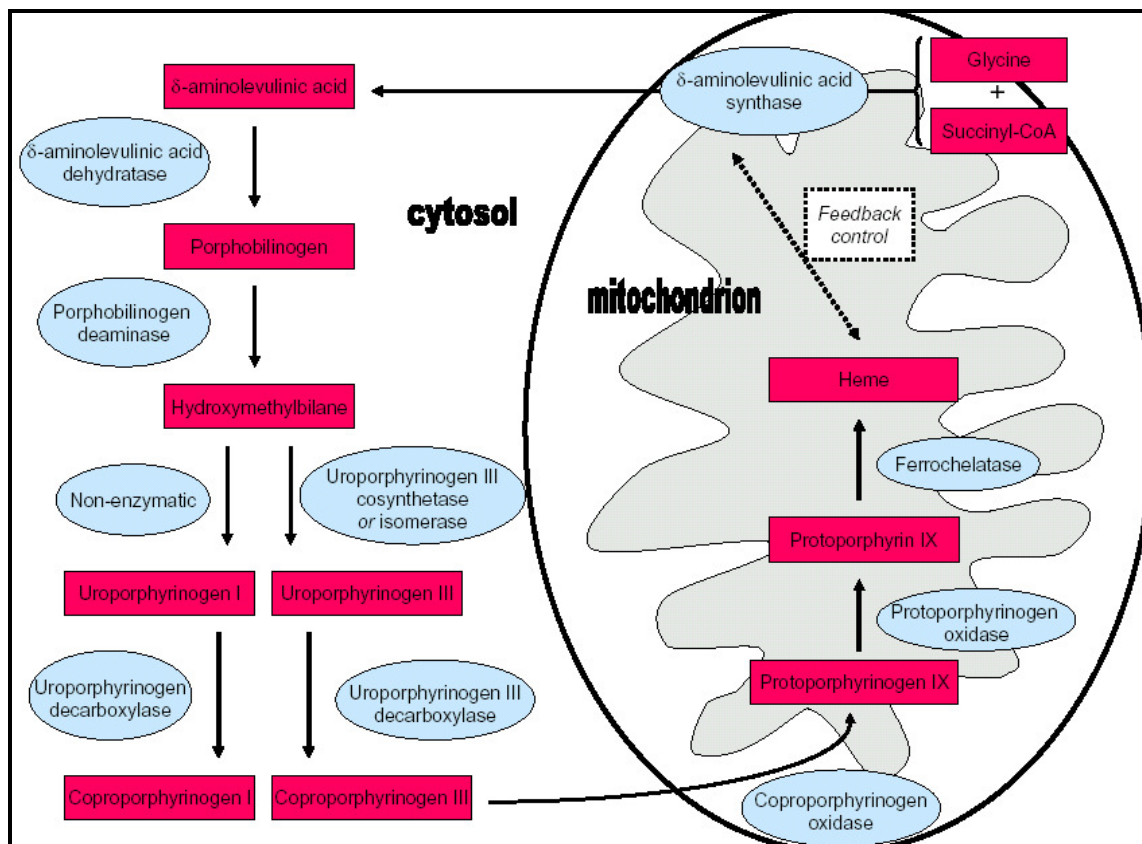 δ-aminolevulinic acid
δ-aminolevulinic acid
dehydratase
Porphobilinogen
Porphobilinogen
deaminase
Hydroxymethylbilane
Non-enzymatic
Uroporphyrinogen III
cosynthetase
or isomerase
Uroporphyrinogen I
Uroporphyrinogen III
Uroporphyrinogen
decarboxylase
Uroporphyrinogen III
decarboxylase
Coproporphyrinogen I
Coproporphyrinogen III
cytosol
mitochondrion
δ-aminolevulinic acid
synthase
Glycine
+
Succinyl-CoA
Feedback
control
Heme
Ferrochelatase
Protoporphyrin IX
Protoporphyrinogen
oxidase
Protoporphyrinogen IX
Coproporphyrinogen
oxidase